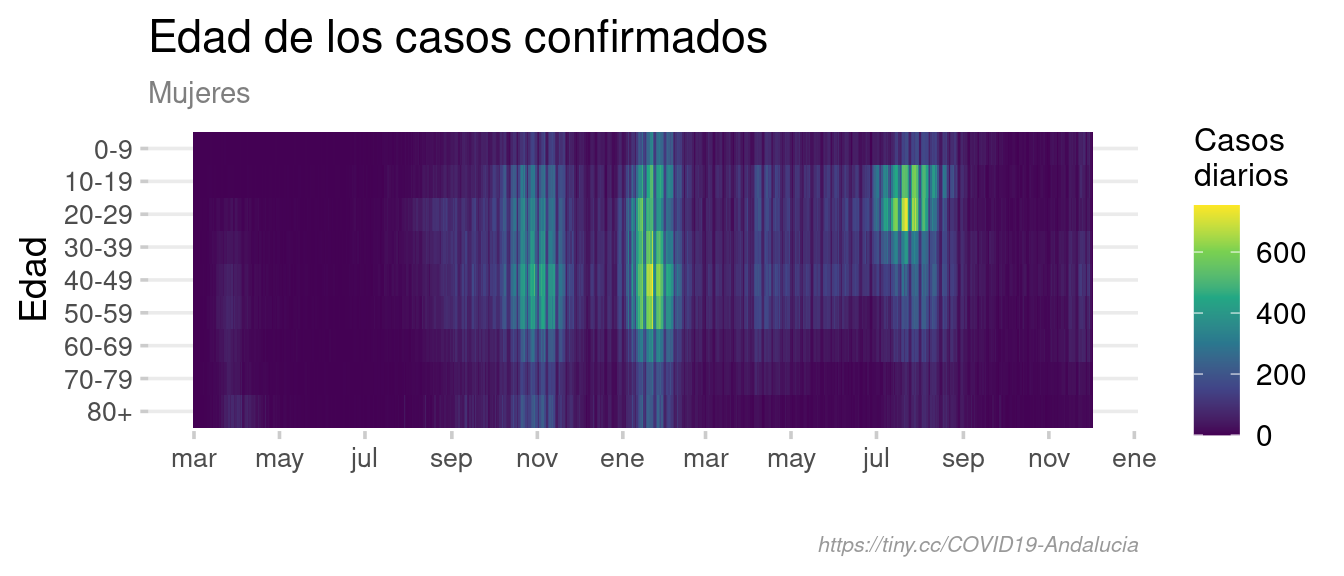 Edad de los casos confirmados
Mujeres
Edad
0-9
10-19
20-29
30-39
40-49
50-59
60-69
70-79
80+
mar may jul sep nov ene mar may jul sep nov ene
Casos
diarios
600
400
200
0
https://tiny.cc/COVID19-Andalucia